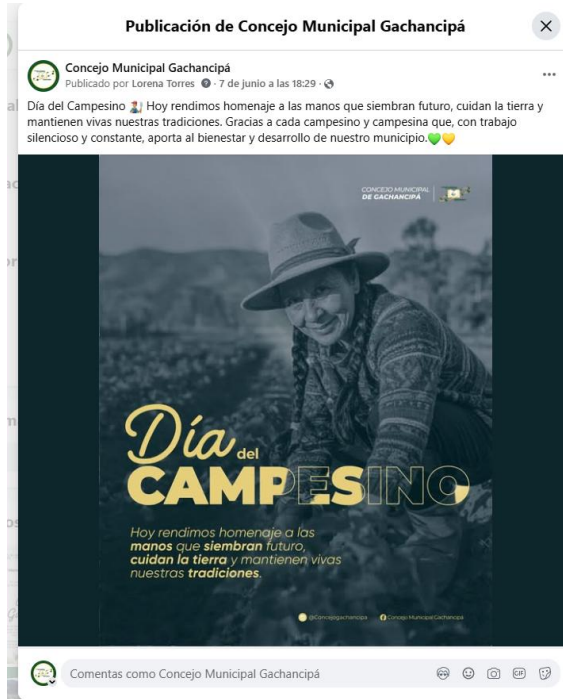 Publicación de Concejo Municipal Gachancipá
Concejo Municipal Gachancipá
Publicado por Lorena Torres · 7 de junio a las 18:29 ·
Día del Campesino Hoy rendimos homenaje a las manos que siembran futuro, cuidan la tierra y
mantienen vivas nuestras tradiciones. Gracias a cada campesino y campesina que, con trabajo
silencioso y constante, aporta al bienestar y desarrollo de nuestro municipio.
CONCEJO MUNICIPAL
DE GACHANCIPÁ
Día del
CAMPESINO
Hoy rendimos homenaje a las
manos que siembran futuro,
cuidan la tierra y mantienen vivas
nuestras tradiciones.
@Concejogachancipa Concejo Municipal Gachancipá
Comentas como Concejo Municipal Gachancipá
GIF